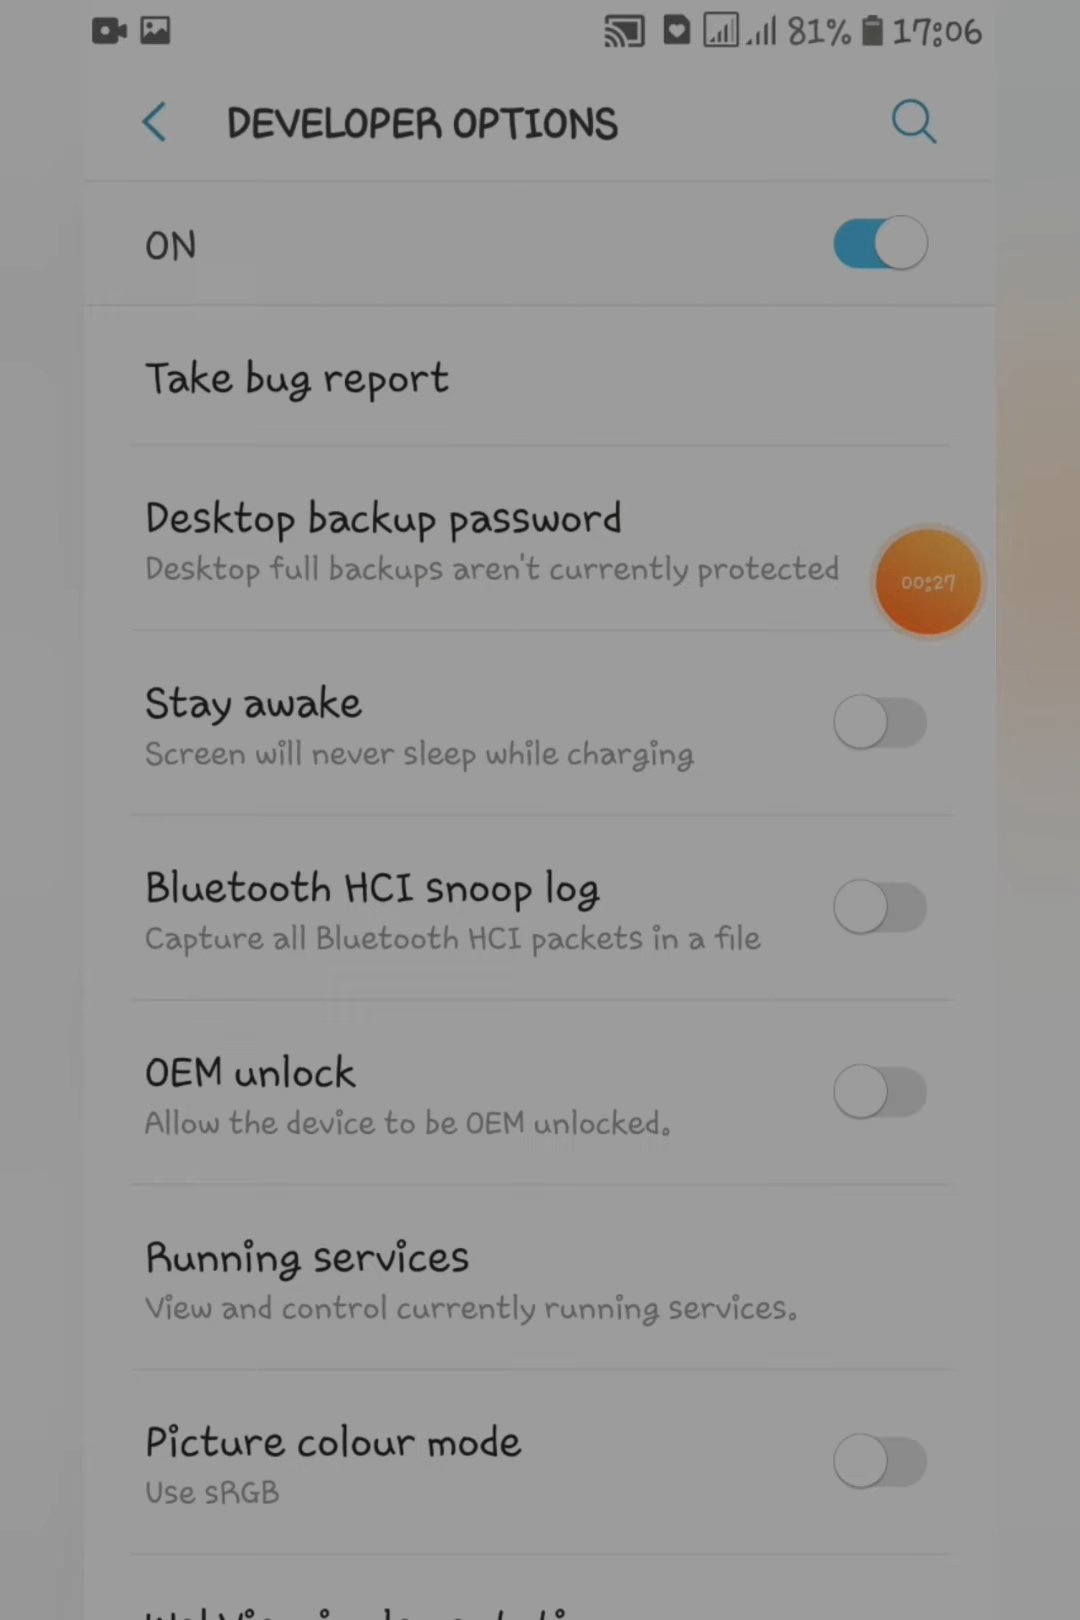 81% 17:06
DEVELOPER OPTIONS
ON
Take bug report
Desktop backup password
Desktop full backups aren't currently protected
00:27
Stay awake
Screen will never sleep while charging
Bluetooth HCI snoop log
Capture all Bluetooth HCI packets in a file
OEM unlock
Allow the device to be OEM unlocked.
Running services
View and control currently running services.
Picture colour mode
Use sRGB